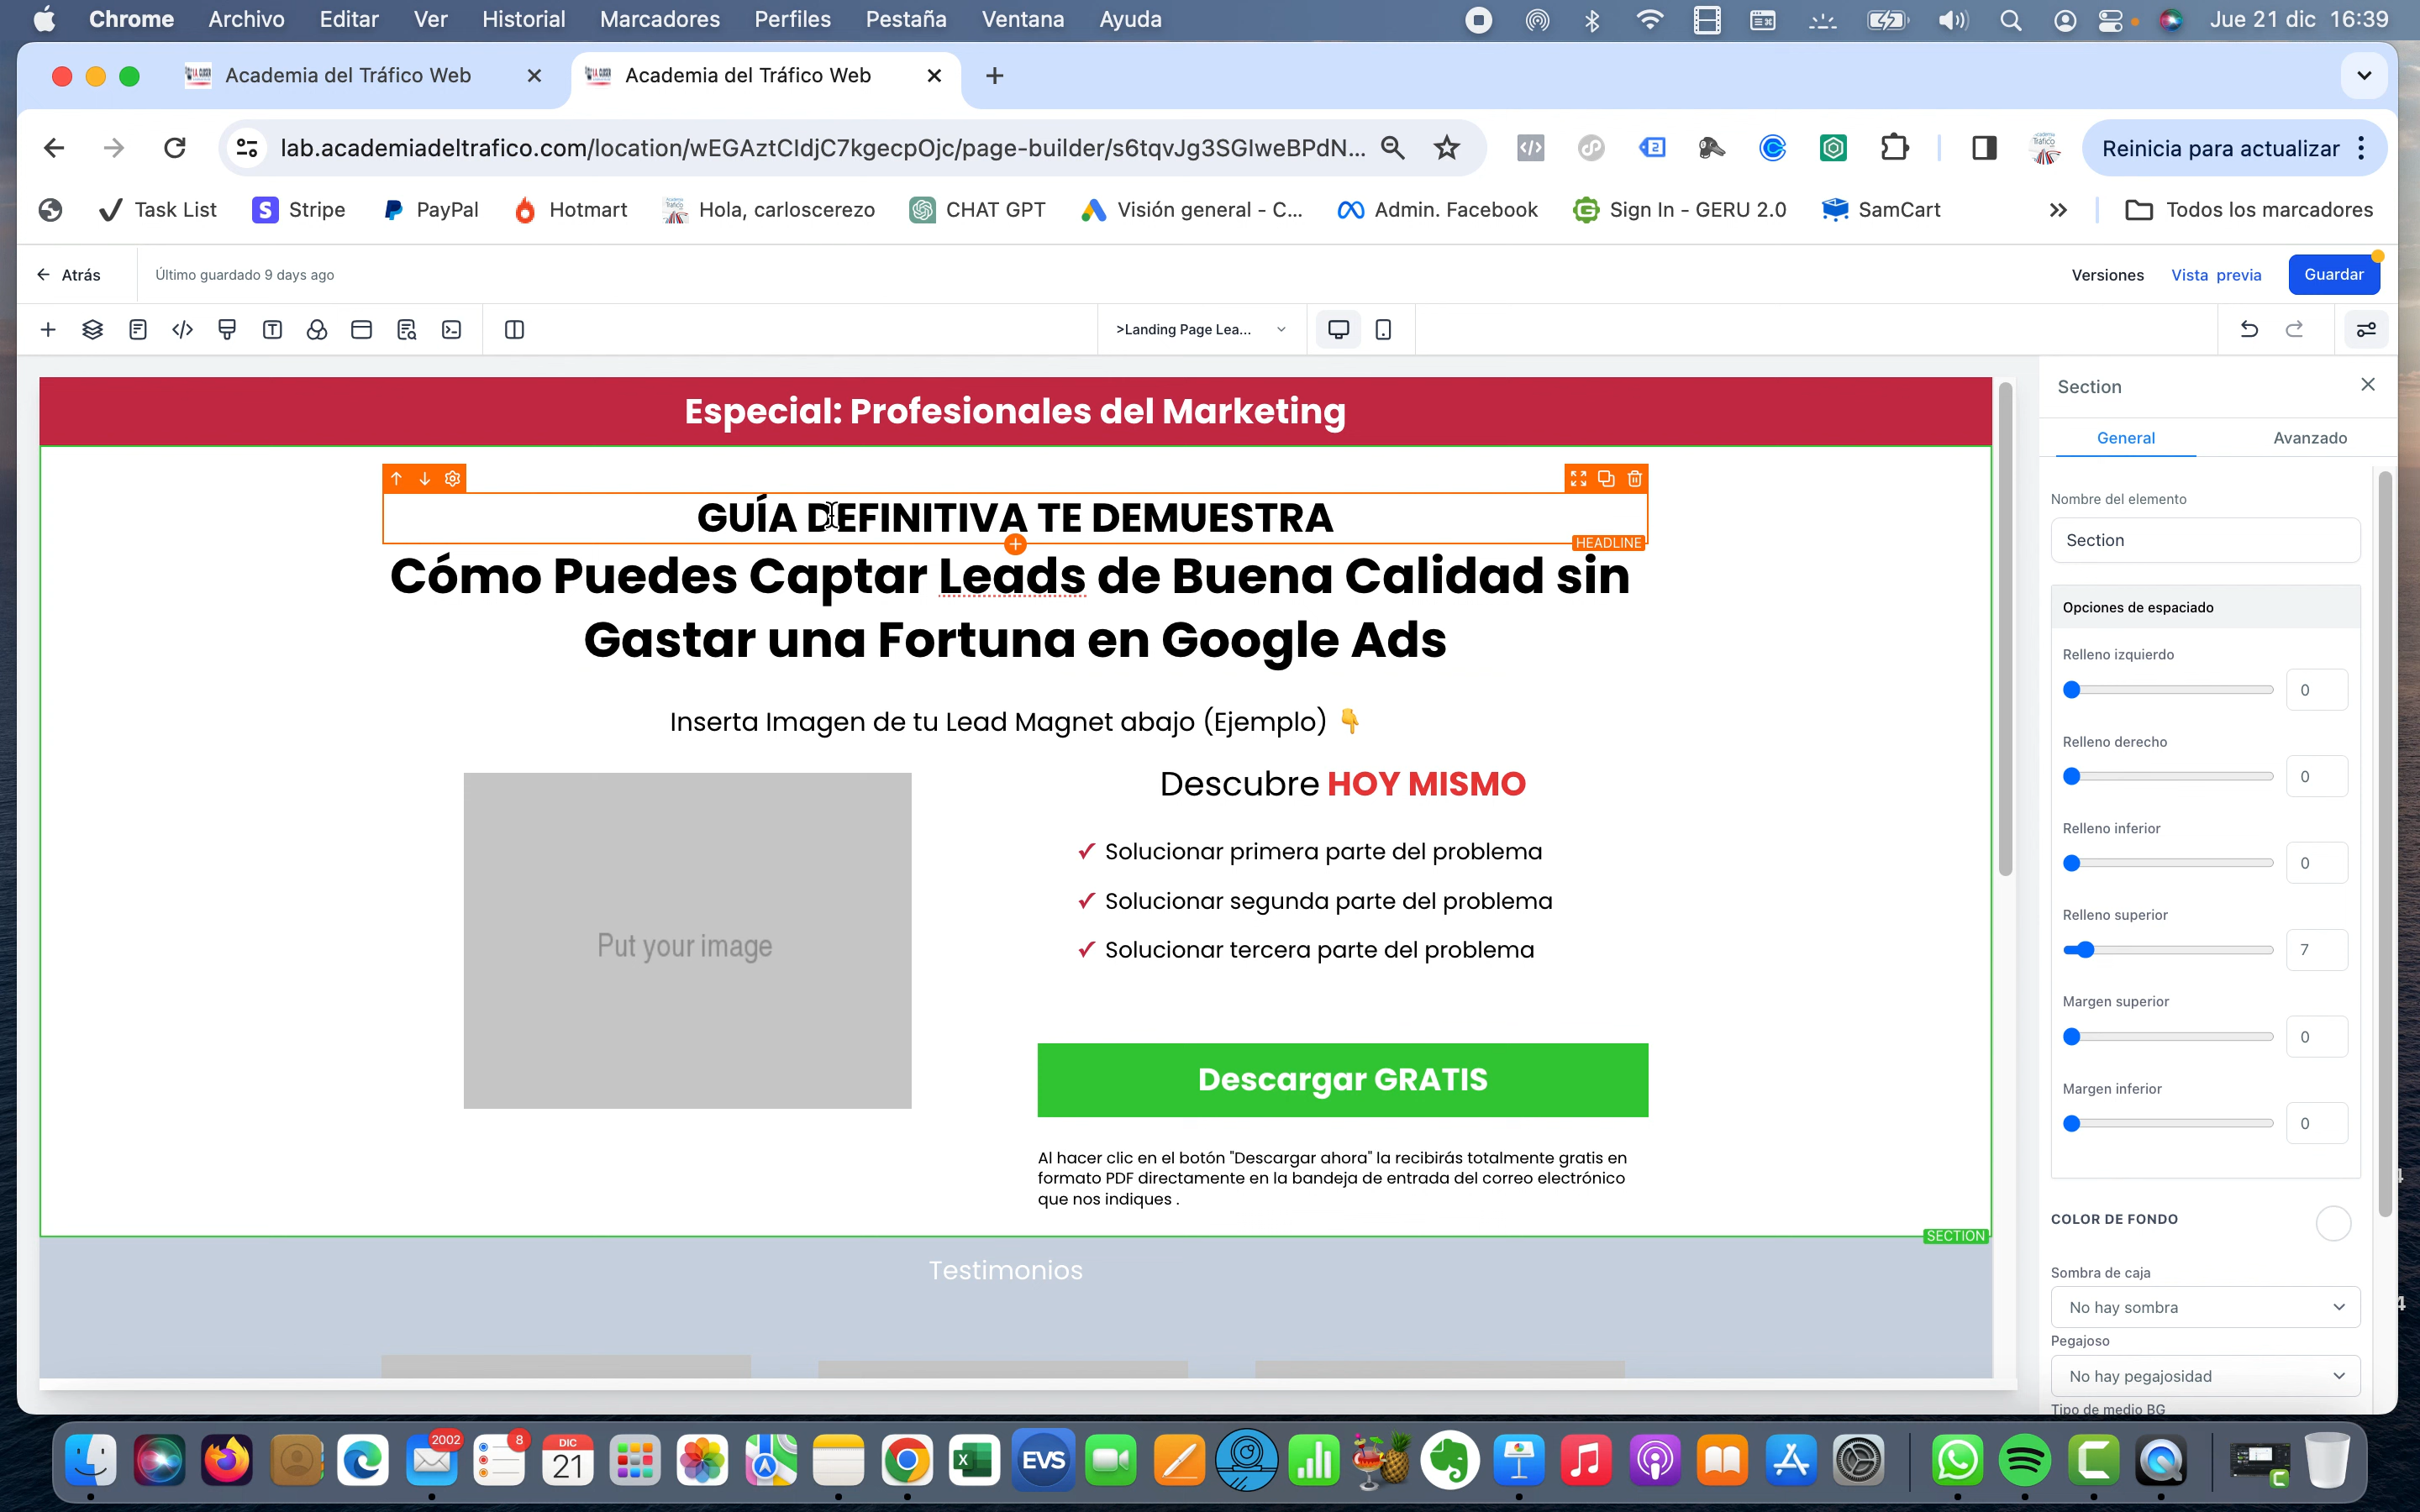 Chrome Archivo Editar Ver Historial Marcadores Perfiles Pestaña Ventana Ayuda Jue 21 dic 16:39
Academia del Tráfico Web
Academia del Tráfico Web
lab.academiadeltrafico.com/location/wEGAztCIdjC7kgecpOjc/page-builder/s6tqvJg3SGIweBPdN...
Reinicia para actualizar
Task List Stripe PayPal Hotmart Hola, carloscerezo CHAT GPT Visión general - C... Admin. Facebook Sign In - GERU 2.0 SamCart » Todos los marcadores
Atrás Último guardado 9 days ago Versiones Vista previa Guardar
>Landing Page Lea...
Especial: Profesionales del Marketing
GUÍA DEFINITIVA TE DEMUESTRA
HEADLINE
Cómo Puedes Captar Leads de Buena Calidad sin
Gastar una Fortuna en Google Ads
Inserta Imagen de tu Lead Magnet abajo (Ejemplo) 👇
Put your image
Descubre HOY MISMO
✓ Solucionar primera parte del problema
✓ Solucionar segunda parte del problema
✓ Solucionar tercera parte del problema
Descargar GRATIS
Al hacer clic en el botón "Descargar ahora" la recibirás totalmente gratis en
formato PDF directamente en la bandeja de entrada del correo electrónico
que nos indiques .
SECTION
Testimonios
Section
General Avanzado
Nombre del elemento
Section
Opciones de espaciado
Relleno izquierdo
0
Relleno derecho
0
Relleno inferior
0
Relleno superior
7
Margen superior
0
Margen inferior
0
COLOR DE FONDO
Sombra de caja
No hay sombra
Pegajoso
No hay pegajosidad
Tipo de medio BG
2002
8
DIC
21
EVS